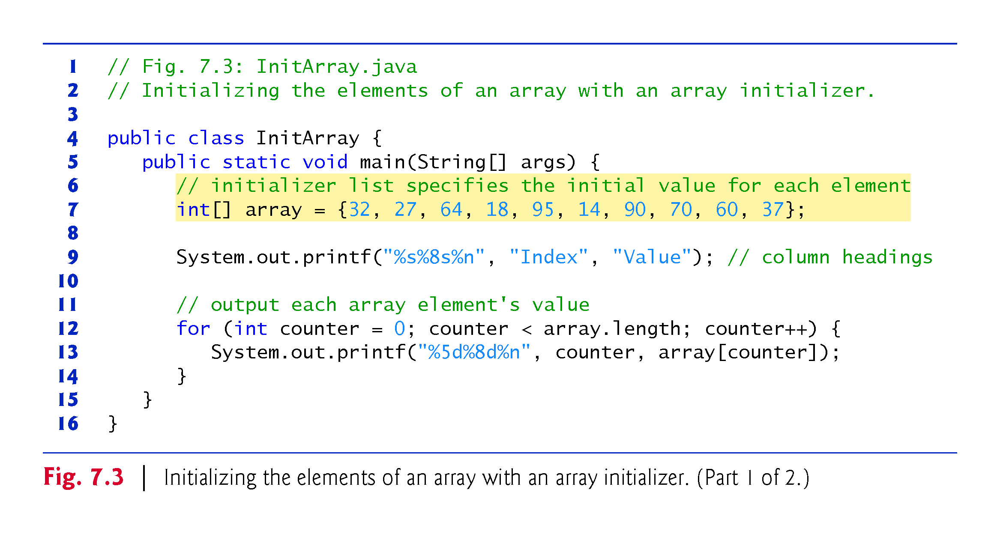 1 // Fig. 7.3: InitArray.java
2 // Initializing the elements of an array with an array initializer.
3
4 public class InitArray {
5    public static void main(String[] args) {
6       // initializer list specifies the initial value for each element
7       int[] array = {32, 27, 64, 18, 95, 14, 90, 70, 60, 37};
8
9       System.out.printf("%s%8s%n", "Index", "Value"); // column headings
10
11       // output each array element's value
12       for (int counter = 0; counter < array.length; counter++) {
13          System.out.printf("%5d%8d%n", counter, array[counter]);
14       }
15    }
16 }
Fig. 7.3 | Initializing the elements of an array with an array initializer. (Part 1 of 2.)